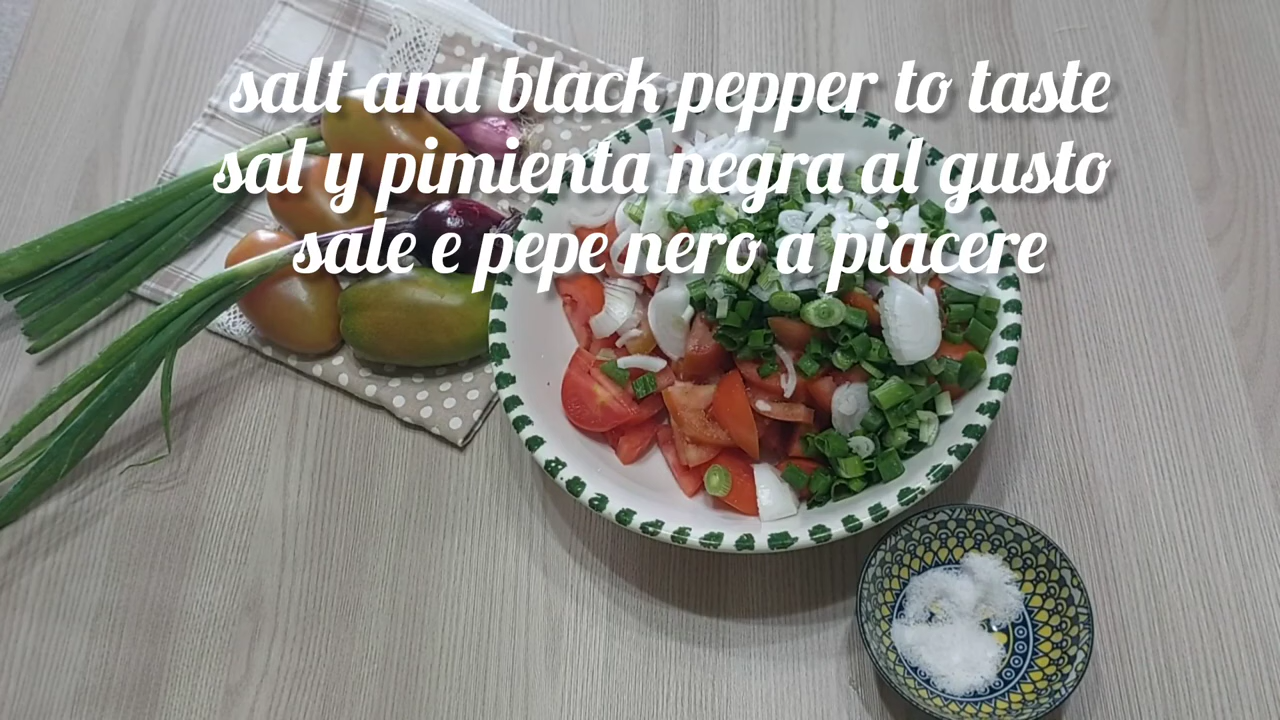 salt and black pepper to taste
sal y pimienta negra al gusto
sale e pepe nero a piacere